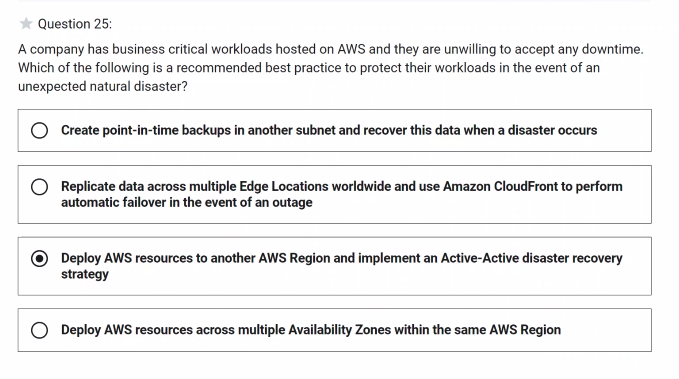 Question 25:
A company has business critical workloads hosted on AWS and they are unwilling to accept any downtime.
Which of the following is a recommended best practice to protect their workloads in the event of an
unexpected natural disaster?
Create point-in-time backups in another subnet and recover this data when a disaster occurs
Replicate data across multiple Edge Locations worldwide and use Amazon CloudFront to perform
automatic failover in the event of an outage
Deploy AWS resources to another AWS Region and implement an Active-Active disaster recovery
strategy
Deploy AWS resources across multiple Availability Zones within the same AWS Region